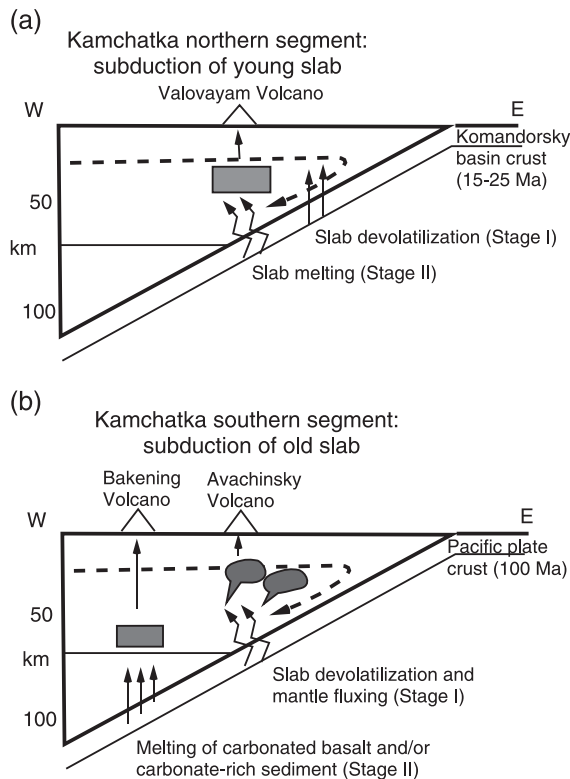 (a)
Kamchatka northern segment:
subduction of young slab
Valovayam Volcano
W
E
Komandorsky
basin crust
(15-25 Ma)
50
Slab devolatilization (Stage I)
km
Slab melting (Stage II)
100
(b)
Kamchatka southern segment:
subduction of old slab
Bakening
Volcano
Avachinsky
Volcano
W
E
Pacific plate
crust (100 Ma)
50
km
Slab devolatilization and
mantle fluxing (Stage I)
100
Melting of carbonated basalt and/or
carbonate-rich sediment (Stage II)